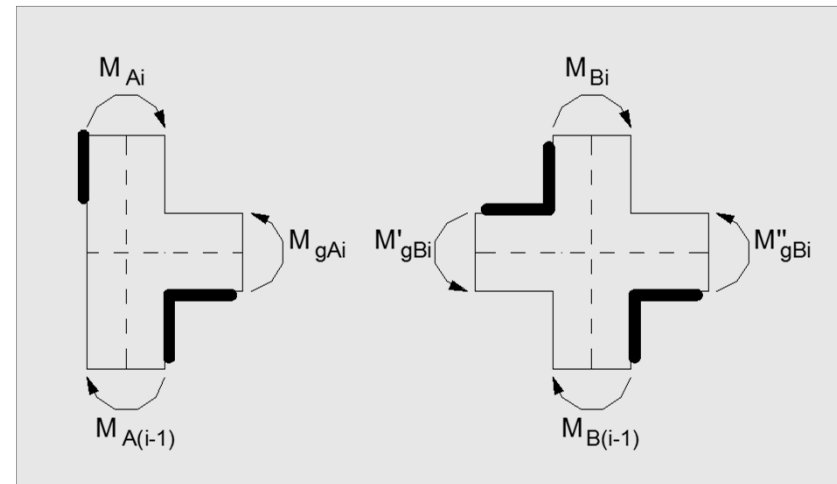 M Ai
M Bi
M gAi
M'gBi
M"gBi
M A(i-1)
M B(i-1)